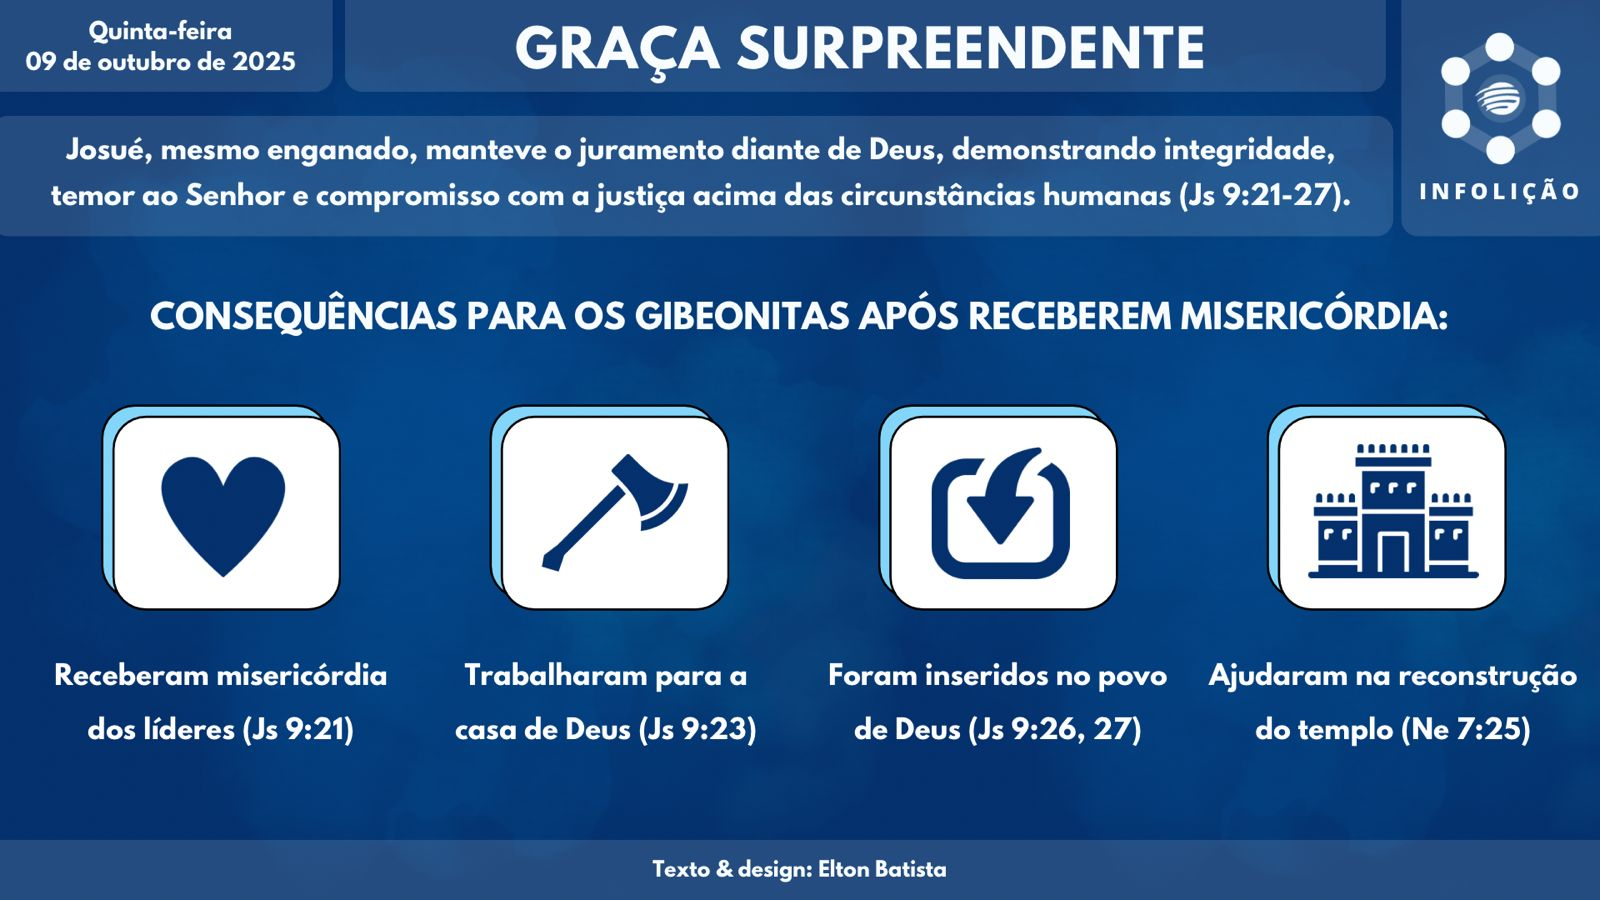 Quinta-feira
09 de outubro de 2025
GRAÇA SURPREENDENTE
Josué, mesmo enganado, manteve o juramento diante de Deus, demonstrando integridade,
temor ao Senhor e compromisso com a justiça acima das circunstâncias humanas (Js 9:21-27).
INFOLIÇÃO
CONSEQUÊNCIAS PARA OS GIBEONITAS APÓS RECEBEREM MISERICÓRDIA:
Receberam misericórdia
dos líderes (Js 9:21)
Trabalharam para a
casa de Deus (Js 9:23)
Foram inseridos no povo
de Deus (Js 9:26, 27)
Ajudaram na reconstrução
do templo (Ne 7:25)
Texto & design: Elton Batista